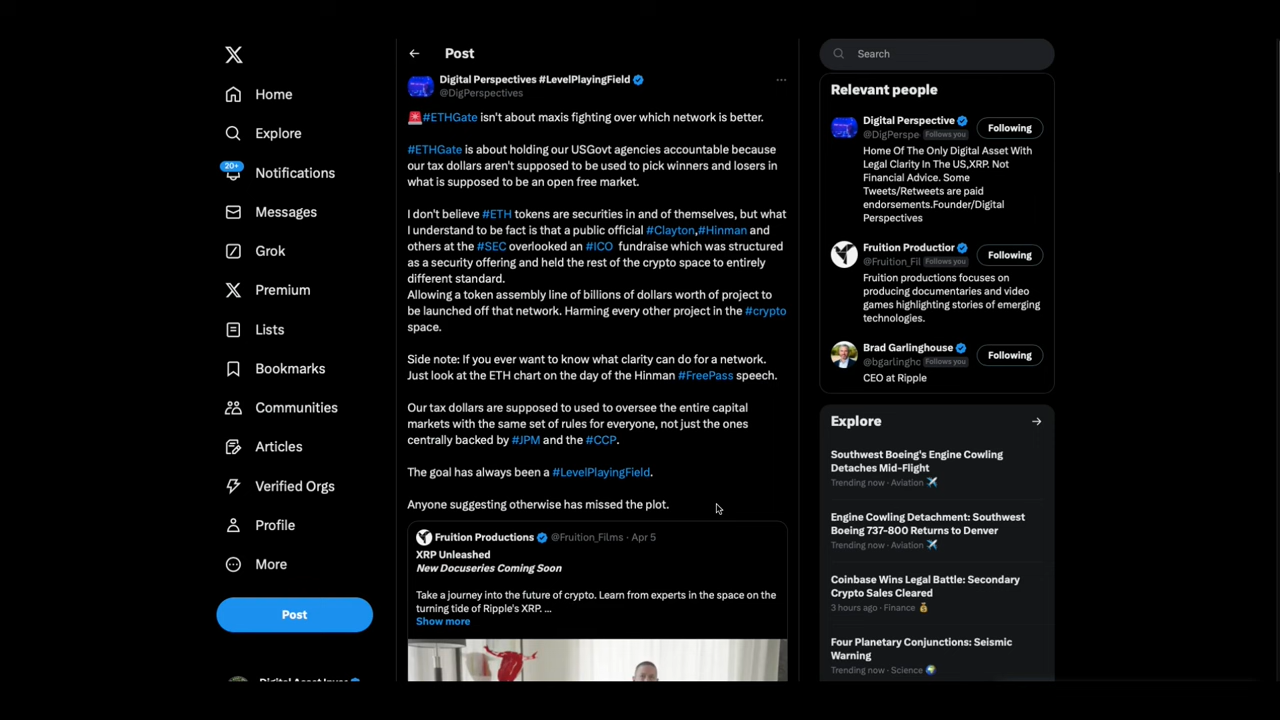 Home
Explore
20+
Notifications
Messages
Grok
Premium
Lists
Bookmarks
Communities
Articles
Verified Orgs
Profile
More
Post
Post
Digital Perspectives #LevelPlayingField
@DigPerspectives
🚨#ETHGate isn't about maxis fighting over which network is better.
#ETHGate is about holding our USGovt agencies accountable because
our tax dollars aren't supposed to be used to pick winners and losers in
what is supposed to be an open free market.
I don't believe #ETH tokens are securities in and of themselves, but what
I understand to be fact is that a public official #Clayton,#Hinman and
others at the #SEC overlooked an #ICO fundraise which was structured
as a security offering and held the rest of the crypto space to entirely
different standard.
Allowing a token assembly line of billions of dollars worth of project to
be launched off that network. Harming every other project in the #crypto
space.
Side note: If you ever want to know what clarity can do for a network.
Just look at the ETH chart on the day of the Hinman #FreePass speech.
Our tax dollars are supposed to used to oversee the entire capital
markets with the same set of rules for everyone, not just the ones
centrally backed by #JPM and the #CCP.
The goal has always been a #LevelPlayingField.
Anyone suggesting otherwise has missed the plot.
Fruition Productions @Fruition_Films · Apr 5
XRP Unleashed
New Docuseries Coming Soon
Take a journey into the future of crypto. Learn from experts in the space on the
turning tide of Ripple's XRP. ...
Show more
Search
Relevant people
Digital Perspective
@DigPerspe Follows you
Following
Home Of The Only Digital Asset With
Legal Clarity In The US,XRP. Not
Financial Advice. Some
Tweets/Retweets are paid
endorsements.Founder/Digital
Perspectives
Fruition Production
@Fruition_Fil Follows you
Following
Fruition productions focuses on
producing documentaries and video
games highlighting stories of emerging
technologies.
Brad Garlinghouse
@bgarlinghc Follows you
Following
CEO at Ripple
Explore
Southwest Boeing's Engine Cowling
Detaches Mid-Flight
Trending now · Aviation ✈️
Engine Cowling Detachment: Southwest
Boeing 737-800 Returns to Denver
Trending now · Aviation ✈️
Coinbase Wins Legal Battle: Secondary
Crypto Sales Cleared
3 hours ago · Finance 💰
Four Planetary Conjunctions: Seismic
Warning
Trending now · Science 🌍